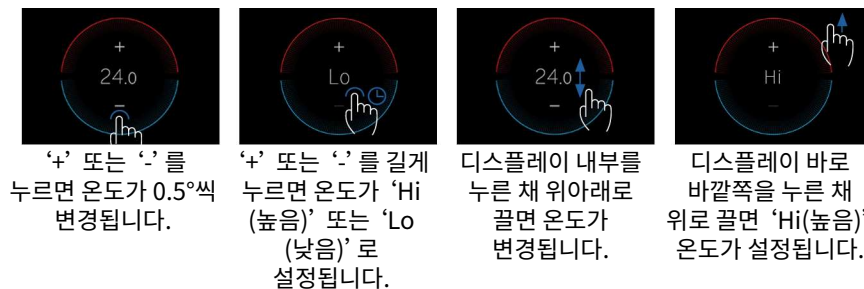 +
24.0
−
+
Lo
−
+
24.0
−
+
Hi
−
‘+’ 또는 ‘-’ 를
누르면 온도가 0.5°씩
변경됩니다.
‘+’ 또는 ‘-’ 를 길게
누르면 온도가 ‘Hi
(높음)’ 또는 ‘Lo
(낮음)’ 로
설정됩니다.
디스플레이 내부를
누른 채 위아래로
끌면 온도가
변경됩니다.
디스플레이 바로
바깥쪽을 누른 채
위로 끌면 ‘Hi(높음)’
온도가 설정됩니다.